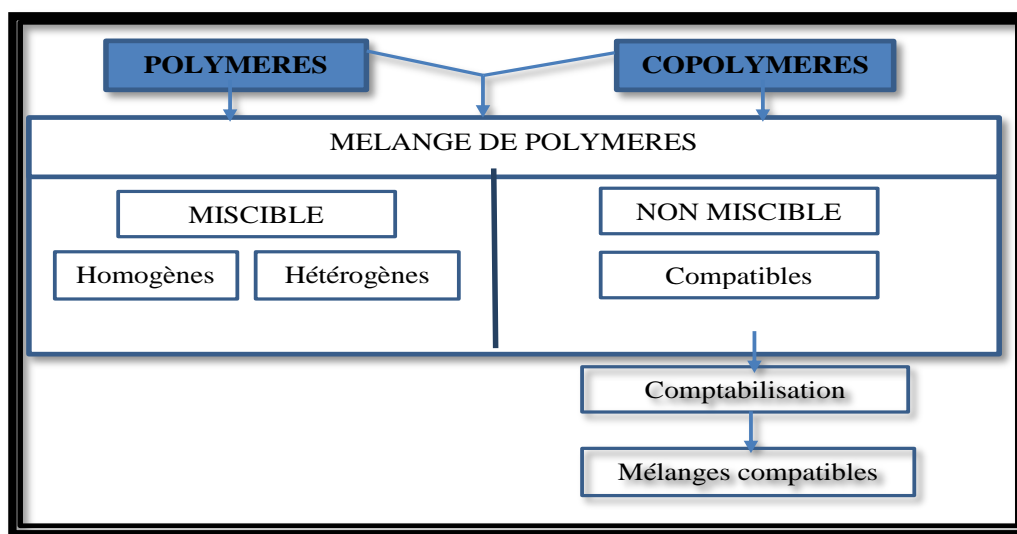 POLYMERES
COPOLYMERES
MELANGE DE POLYMERES
MISCIBLE
NON MISCIBLE
Homogènes
Hétérogènes
Compatibles
Comptabilisation
Mélanges compatibles